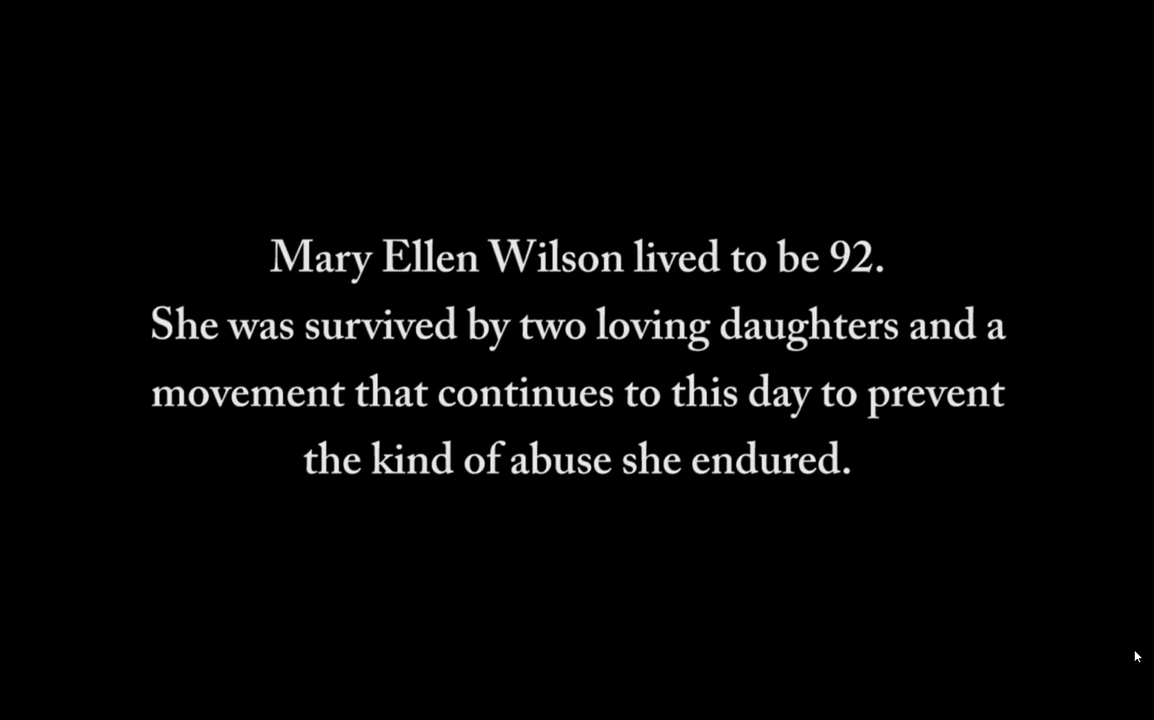 Mary Ellen Wilson lived to be 92.
She was survived by two loving daughters and a
movement that continues to this day to prevent
the kind of abuse she endured.